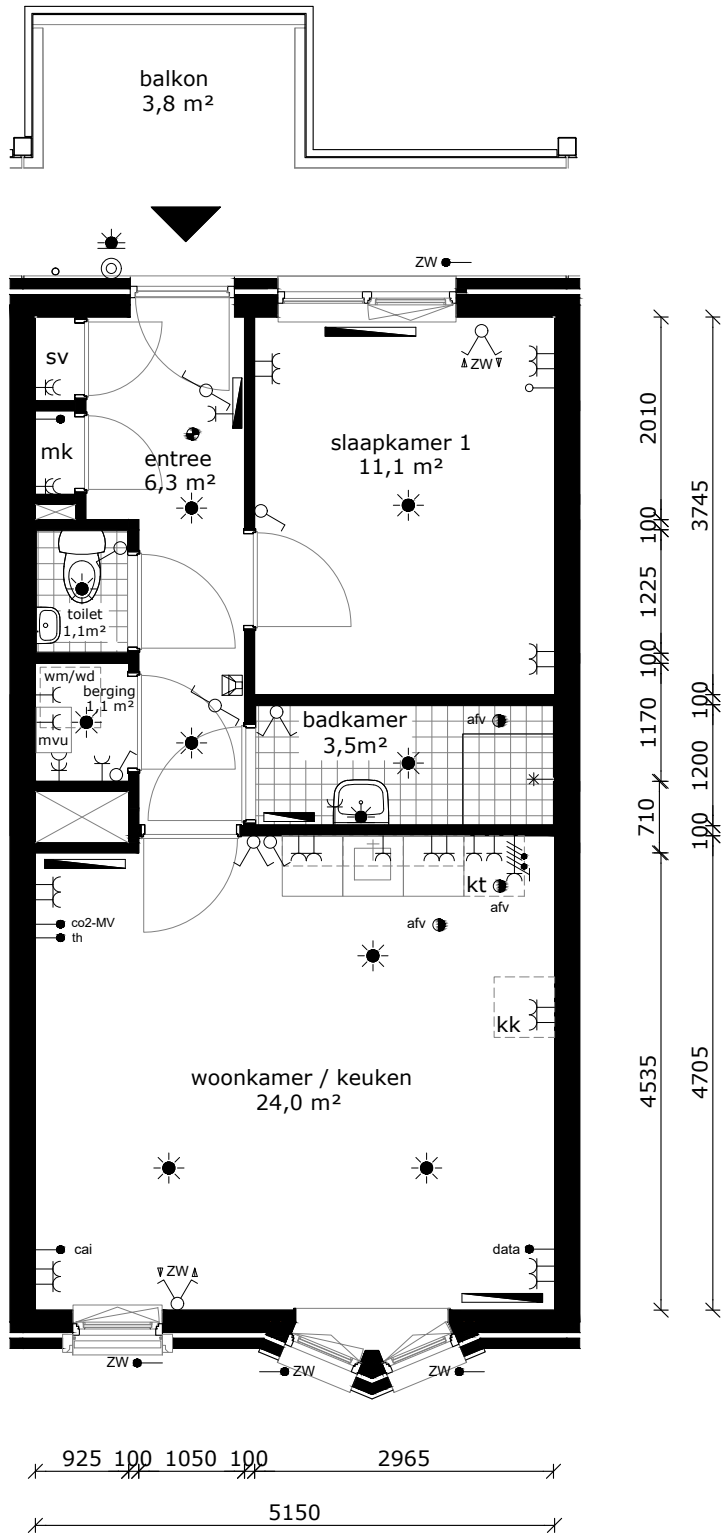 balkon
3,8 m²
ZW
sv
ZW
mk
entree
6,3 m²
slaapkamer 1
11,1 m²
toilet
1,1m²
wm/wd
berging
1,1 m²
mvu
badkamer
3,5m²
afv
kt
afv
afv
co2-MV
th
kk
woonkamer / keuken
24,0 m²
cai
data
ZW
ZW
ZW
ZW
2010
100
1225
100
1170
710
4535
3745
100
1200
100
4705
925 100 1050 100 2965
5150